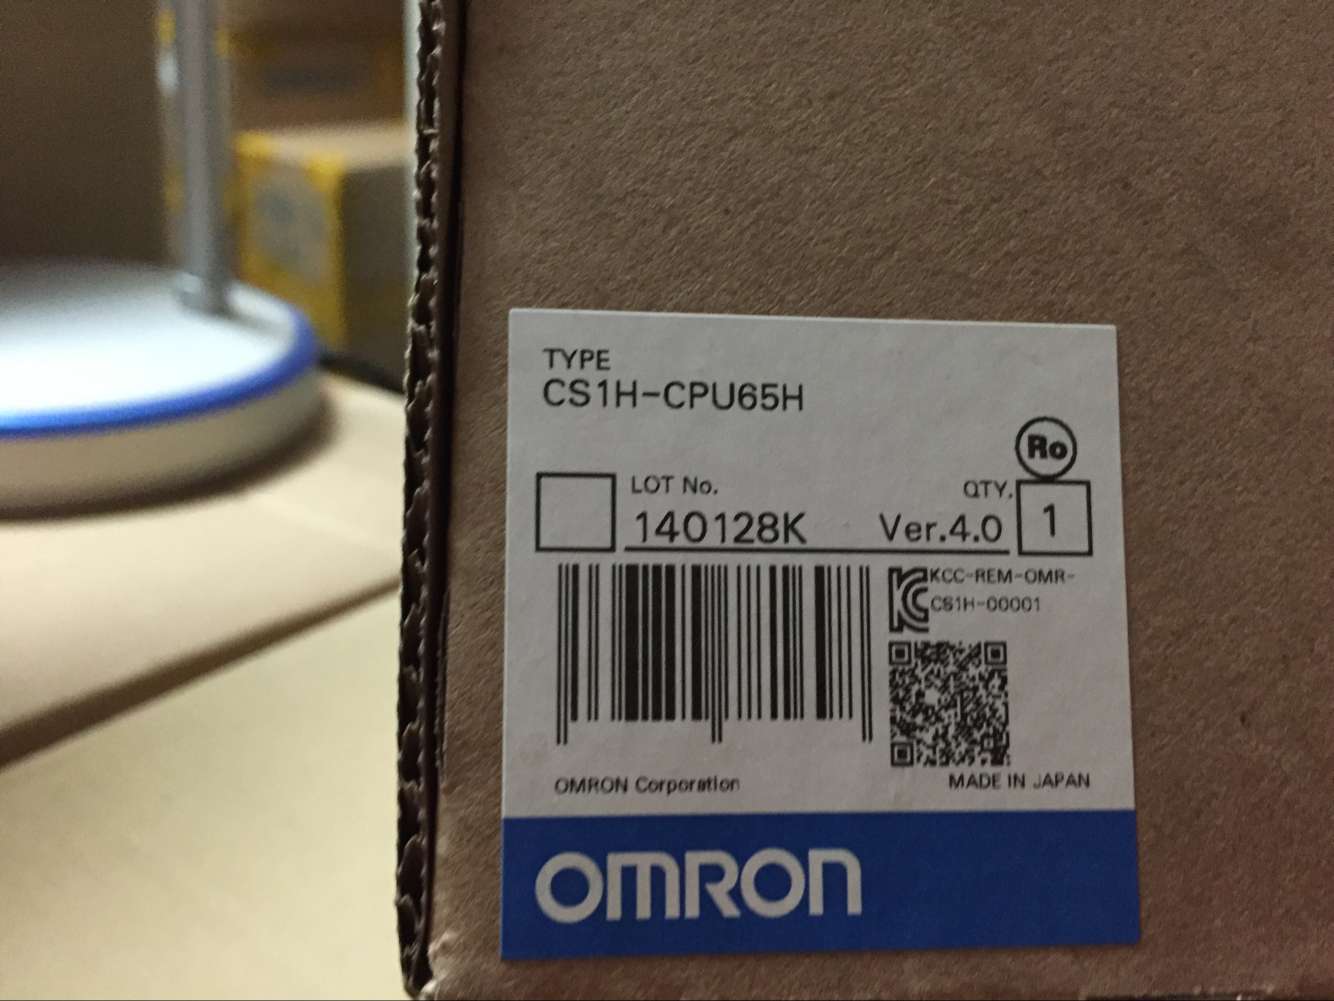 TYPE
CS1H-CPU65H
Ro
LOT No.
QTY.
140128K
Ver.4.0
1
KCC-REM-OMR-
CS1H-00001
OMRON Corporation
MADE IN JAPAN
OMRON